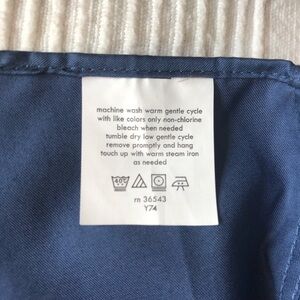 machine wash warm gentle cycle
with like colors only non-chlorine
bleach when needed
tumble dry low gentle cycle
remove promptly and hang
touch up with warm steam iron
as needed
40°
rn 36543
Y74